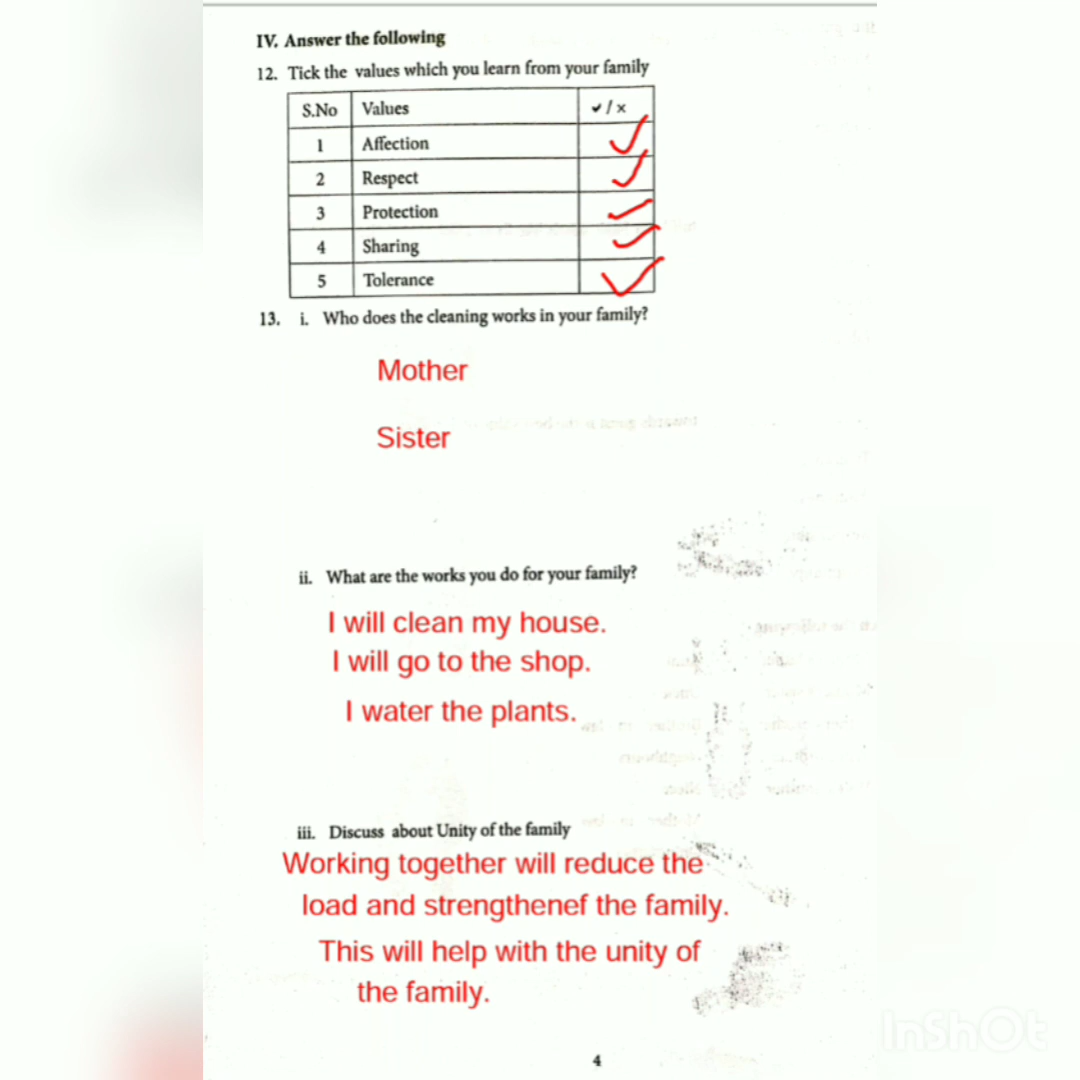 IV. Answer the following
12. Tick the values which you learn from your family
S.No Values ✓ / ×
1 Affection ✓
2 Respect ✓
3 Protection ✓
4 Sharing ✓
5 Tolerance ✓
13. i. Who does the cleaning works in your family?
Mother
Sister
ii. What are the works you do for your family?
I will clean my house.
I will go to the shop.
I water the plants.
iii. Discuss about Unity of the family
Working together will reduce the
load and strengthenef the family.
This will help with the unity of
the family.
4
InShOt